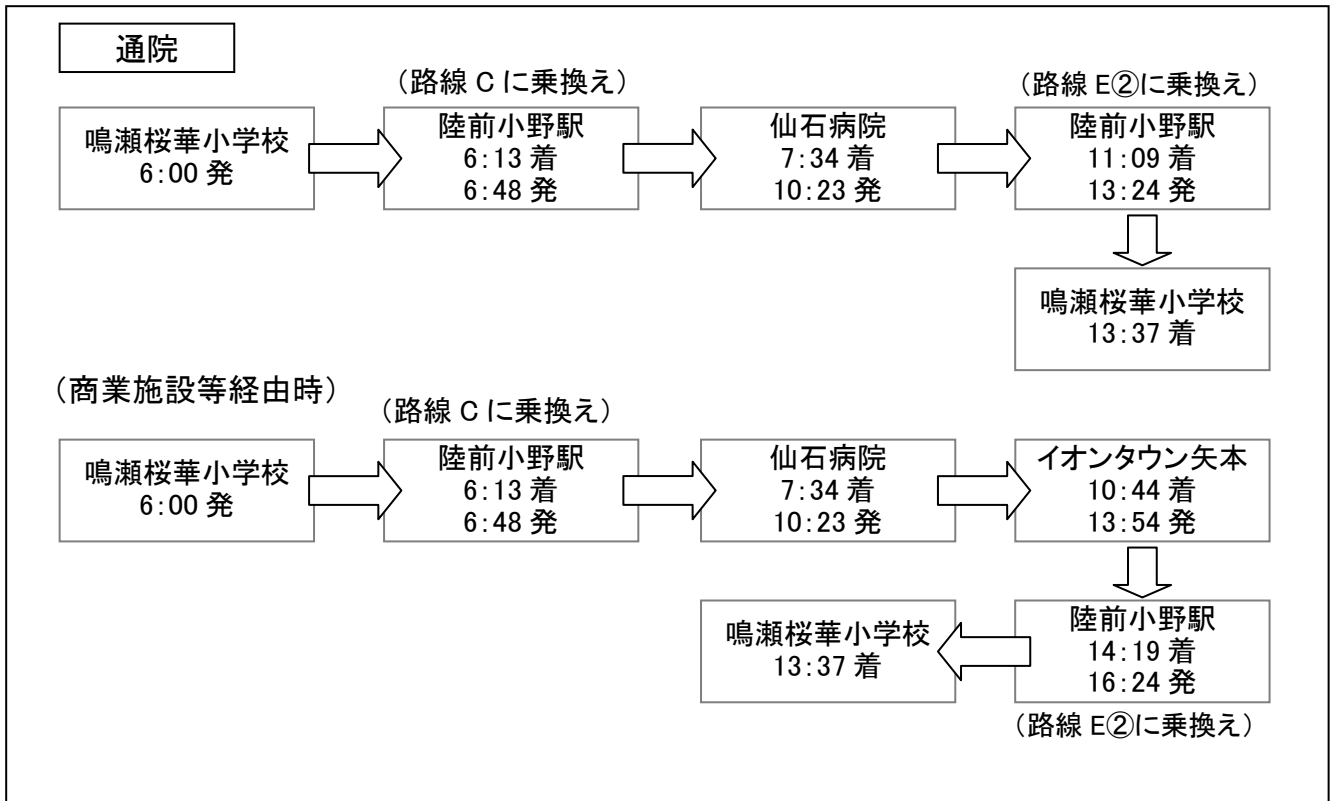 通院
（路線 C に乗換え）
（路線 E②に乗換え）
鳴瀬桜華小学校
6:00 発
陸前小野駅
6:13 着
6:48 発
仙石病院
7:34 着
10:23 発
陸前小野駅
11:09 着
13:24 発
鳴瀬桜華小学校
13:37 着
（商業施設等経由時）
（路線 C に乗換え）
鳴瀬桜華小学校
6:00 発
陸前小野駅
6:13 着
6:48 発
仙石病院
7:34 着
10:23 発
イオンタウン矢本
10:44 着
13:54 発
陸前小野駅
14:19 着
16:24 発
（路線 E②に乗換え）
鳴瀬桜華小学校
13:37 着